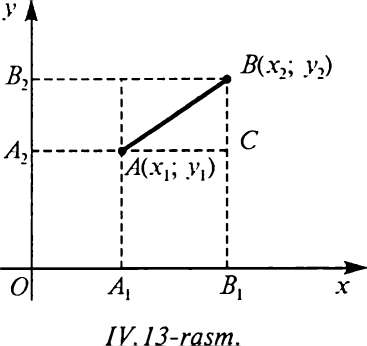 y
B₂
B(x₂; y₂)
A₂
C
A(x₁; y₁)
O
A₁
B₁
x
IV.13-rasm.